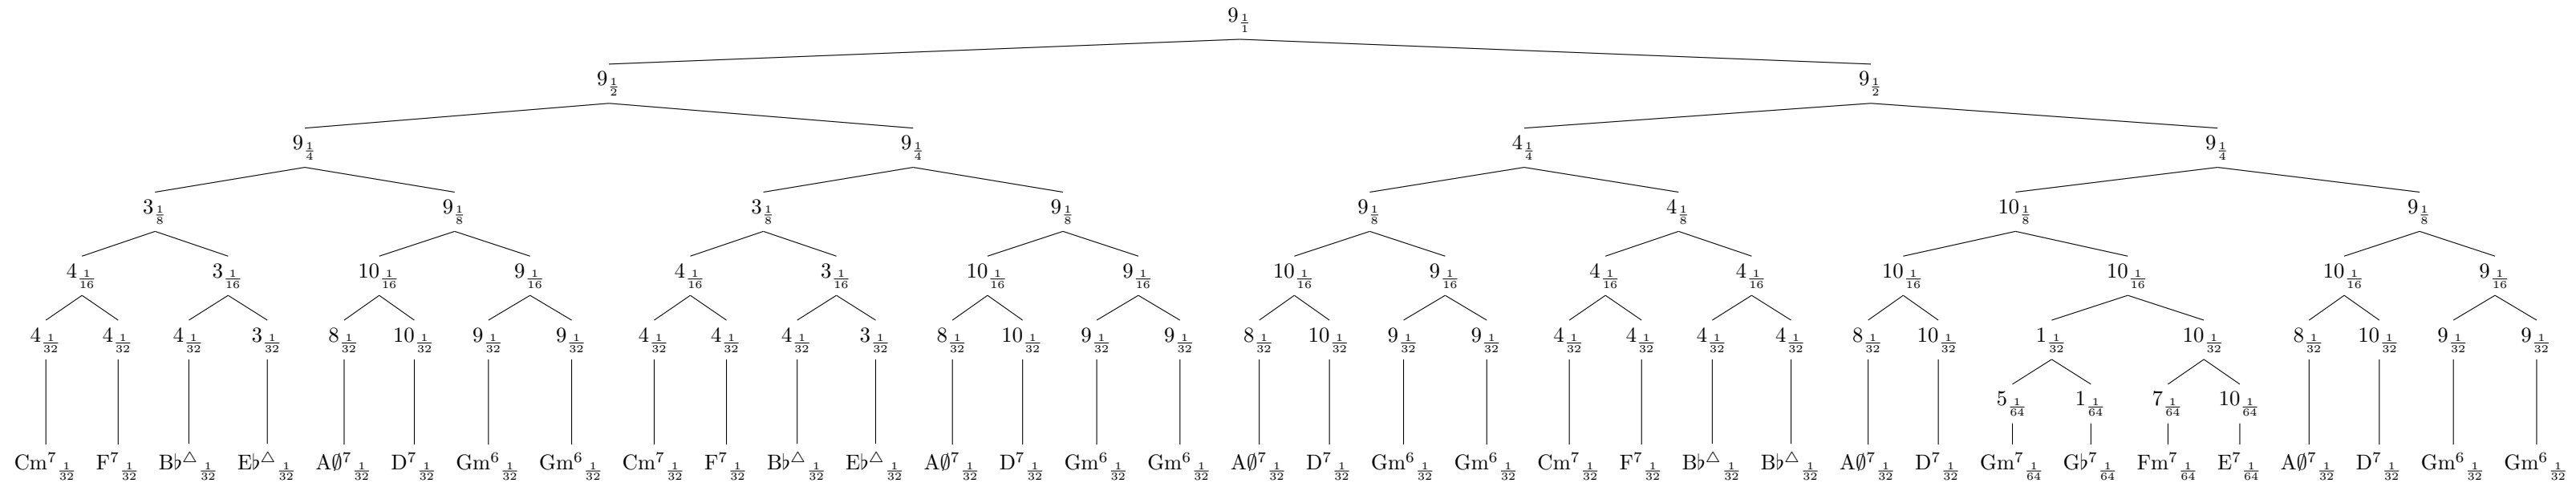 9 1/1
9 1/2 9 1/2
9 1/4 9 1/4 4 1/4 9 1/4
3 1/8 9 1/8 3 1/8 9 1/8 9 1/8 4 1/8 10 1/8 9 1/8
4 1/16 3 1/16 10 1/16 9 1/16 4 1/16 3 1/16 10 1/16 9 1/16 10 1/16 9 1/16 4 1/16 4 1/16 10 1/16 10 1/16 10 1/16 9 1/16
4 1/32 4 1/32 4 1/32 3 1/32 8 1/32 10 1/32 9 1/32 9 1/32 4 1/32 4 1/32 4 1/32 3 1/32 8 1/32 10 1/32 9 1/32 9 1/32 8 1/32 10 1/32 9 1/32 9 1/32 4 1/32 4 1/32 4 1/32 4 1/32 8 1/32 10 1/32 1 1/32 10 1/32 8 1/32 10 1/32 9 1/32 9 1/32
5 1/64 1 1/64 7 1/64 10 1/64
Cm⁷ 1/32 F⁷ 1/32 B♭△ 1/32 E♭△ 1/32 A∅⁷ 1/32 D⁷ 1/32 Gm⁶ 1/32 Gm⁶ 1/32 Cm⁷ 1/32 F⁷ 1/32 B♭△ 1/32 E♭△ 1/32 A∅⁷ 1/32 D⁷ 1/32 Gm⁶ 1/32 Gm⁶ 1/32 A∅⁷ 1/32 D⁷ 1/32 Gm⁶ 1/32 Gm⁶ 1/32 Cm⁷ 1/32 F⁷ 1/32 B♭△ 1/32 B♭△ 1/32 A∅⁷ 1/32 D⁷ 1/32 Gm⁷ 1/64 G♭⁷ 1/64 Fm⁷ 1/64 E⁷ 1/64 A∅⁷ 1/32 D⁷ 1/32 Gm⁶ 1/32 Gm⁶ 1/32